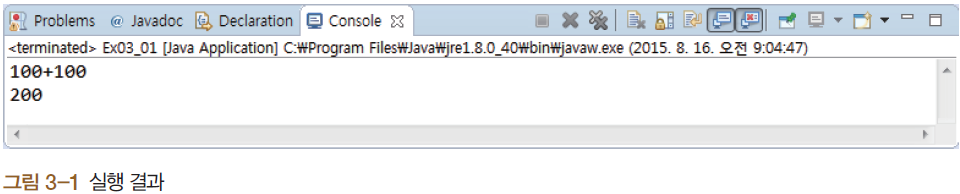 Problems @ Javadoc Declaration Console
<terminated> Ex03_01 [Java Application] C:₩Program Files₩Java₩jre1.8.0_40₩bin₩javaw.exe (2015. 8. 16. 오전 9:04:47)
100+100
200
그림 3-1 실행 결과